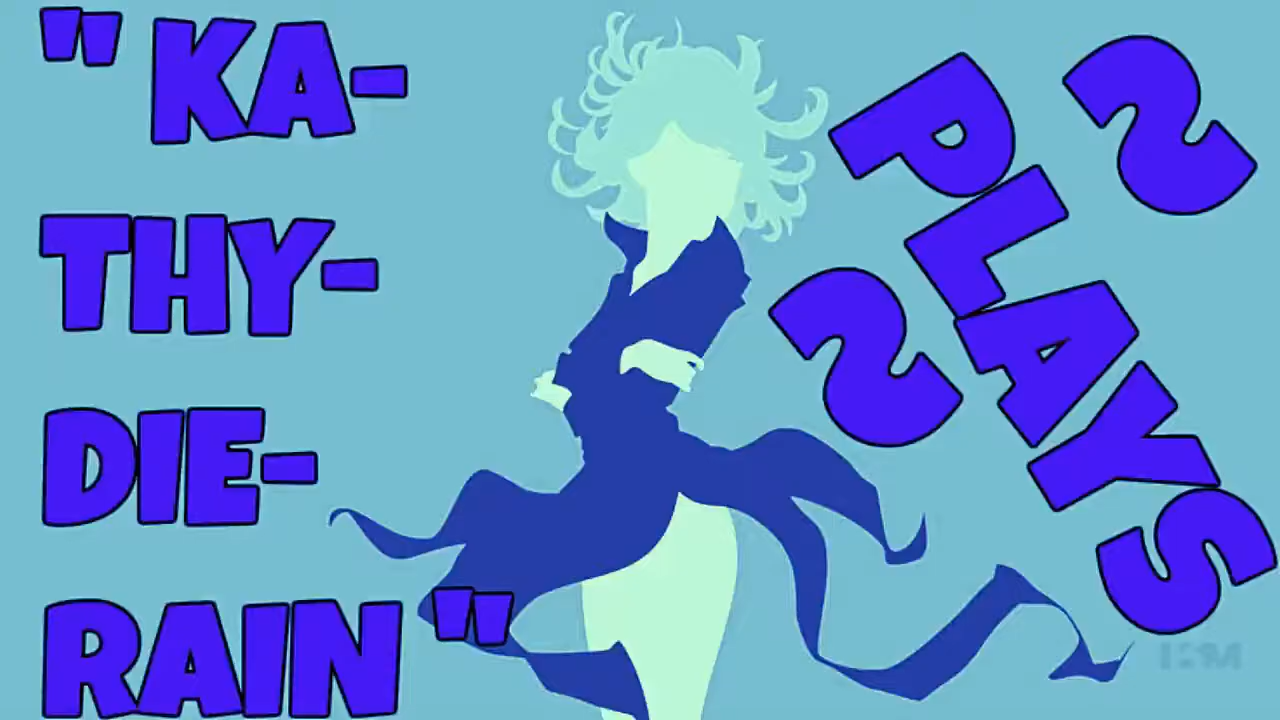 " KA-
THY-
DIE-
RAIN "
PLAYS